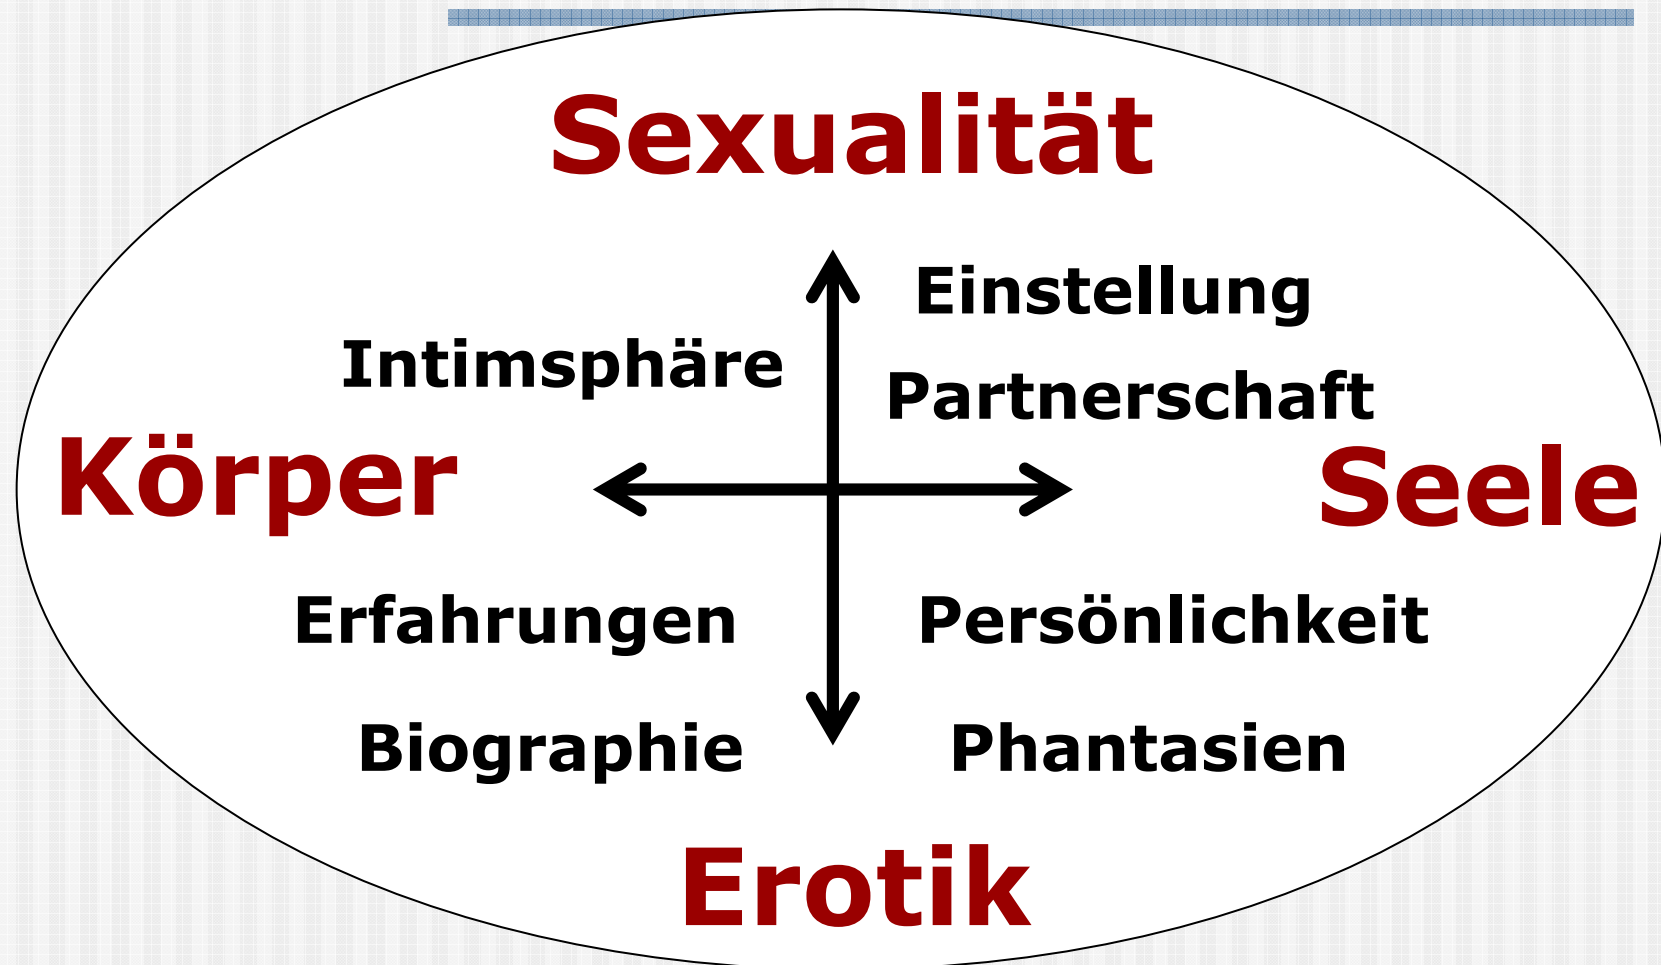 Sexualität
Einstellung
Intimsphäre
Partnerschaft
Körper
Seele
Erfahrungen
Persönlichkeit
Biographie
Phantasien
Erotik